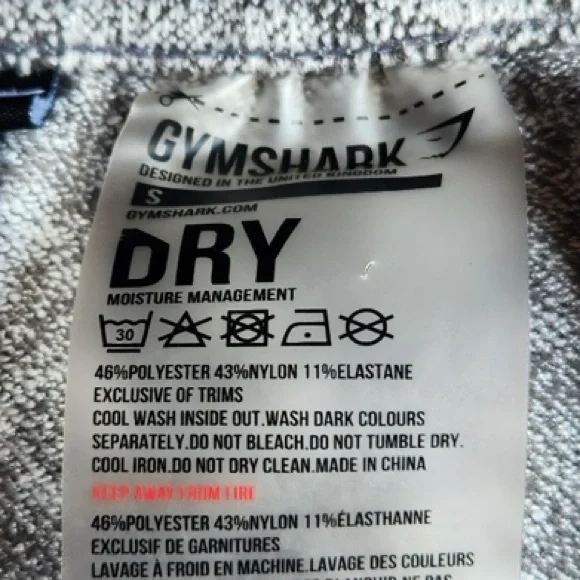 GYMSHARK
DESIGNED IN THE UNITED KINGDOM
S
GYMSHARK.COM
DRY
MOISTURE MANAGEMENT
30
46%POLYESTER 43%NYLON 11%ELASTANE
EXCLUSIVE OF TRIMS
COOL WASH INSIDE OUT.WASH DARK COLOURS
SEPARATELY.DO NOT BLEACH.DO NOT TUMBLE DRY.
COOL IRON.DO NOT DRY CLEAN.MADE IN CHINA
KEEP AWAY FROM FIRE
46%POLYESTER 43%NYLON 11%ÉLASTHANNE
EXCLUSIF DE GARNITURES
LAVAGE À FROID EN MACHINE.LAVAGE DES COULEURS